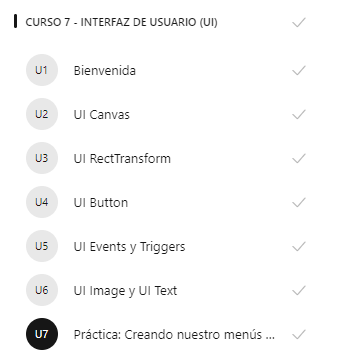 CURSO 7 - INTERFAZ DE USUARIO (UI)
U1 Bienvenida
U2 UI Canvas
U3 UI RectTransform
U4 UI Button
U5 UI Events y Triggers
U6 UI Image y UI Text
U7 Práctica: Creando nuestro menús ...